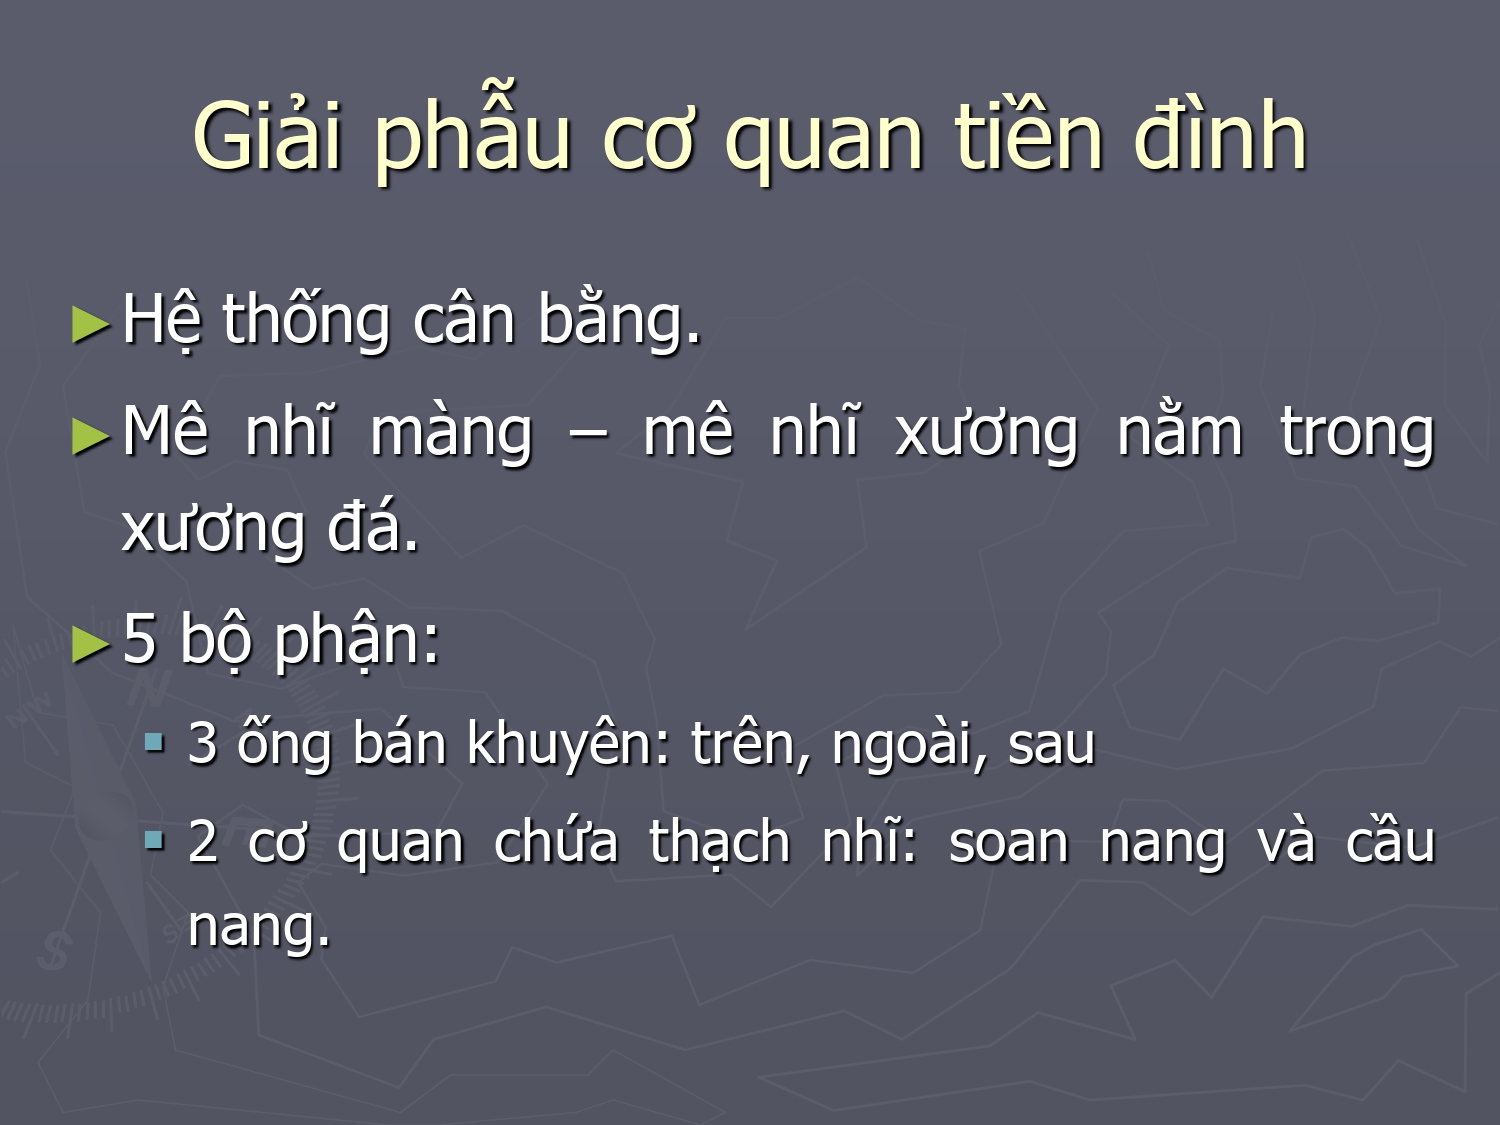 Giải phẫu cơ quan tiền đình
►Hệ thống cân bằng.
►Mê nhĩ màng – mê nhĩ xương nằm trong
xương đá.
►5 bộ phận:
▪ 3 ống bán khuyên: trên, ngoài, sau
▪ 2 cơ quan chứa thạch nhĩ: soan nang và cầu
nang.
N
NW
E
SE
S